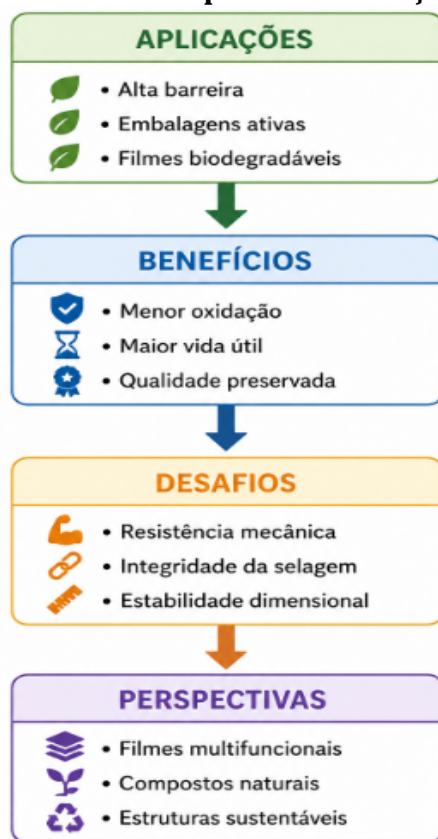 APLICAÇÕES
• Alta barreira
• Embalagens ativas
• Filmes biodegradáveis
BENEFÍCIOS
• Menor oxidação
• Maior vida útil
• Qualidade preservada
DESAFIOS
• Resistência mecânica
• Integridade da selagem
• Estabilidade dimensional
PERSPECTIVAS
• Filmes multifuncionais
• Compostos naturais
• Estruturas sustentáveis